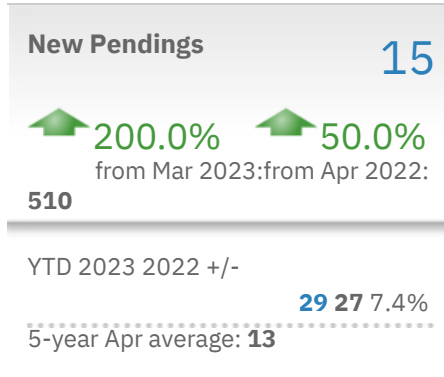 New Pendings
15
200.0% 50.0%
from Mar 2023:from Apr 2022:
510
YTD 2023 2022 +/-
29 27 7.4%
5-year Apr average: 13